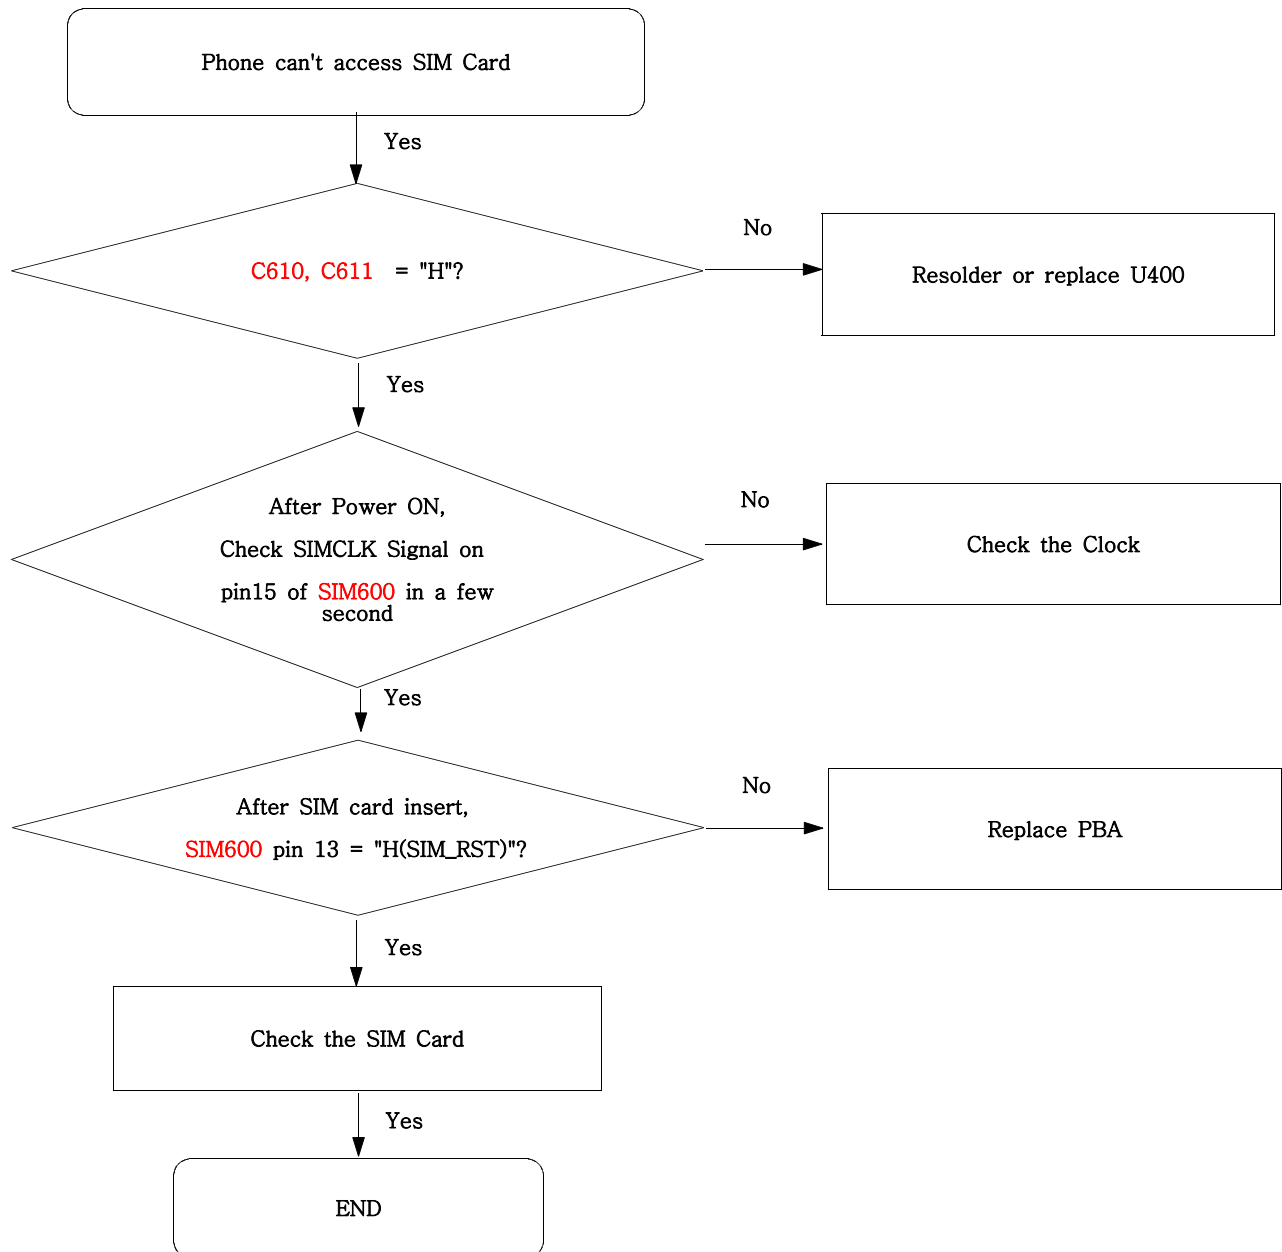 Phone can't access SIM Card
Yes
C610, C611 = "H"?
No
Resolder or replace U400
Yes
After Power ON,
Check SIMCLK Signal on
pin15 of SIM600 in a few
second
No
Check the Clock
Yes
After SIM card insert,
SIM600 pin 13 = "H(SIM_RST)"?
No
Replace PBA
Yes
Check the SIM Card
Yes
END